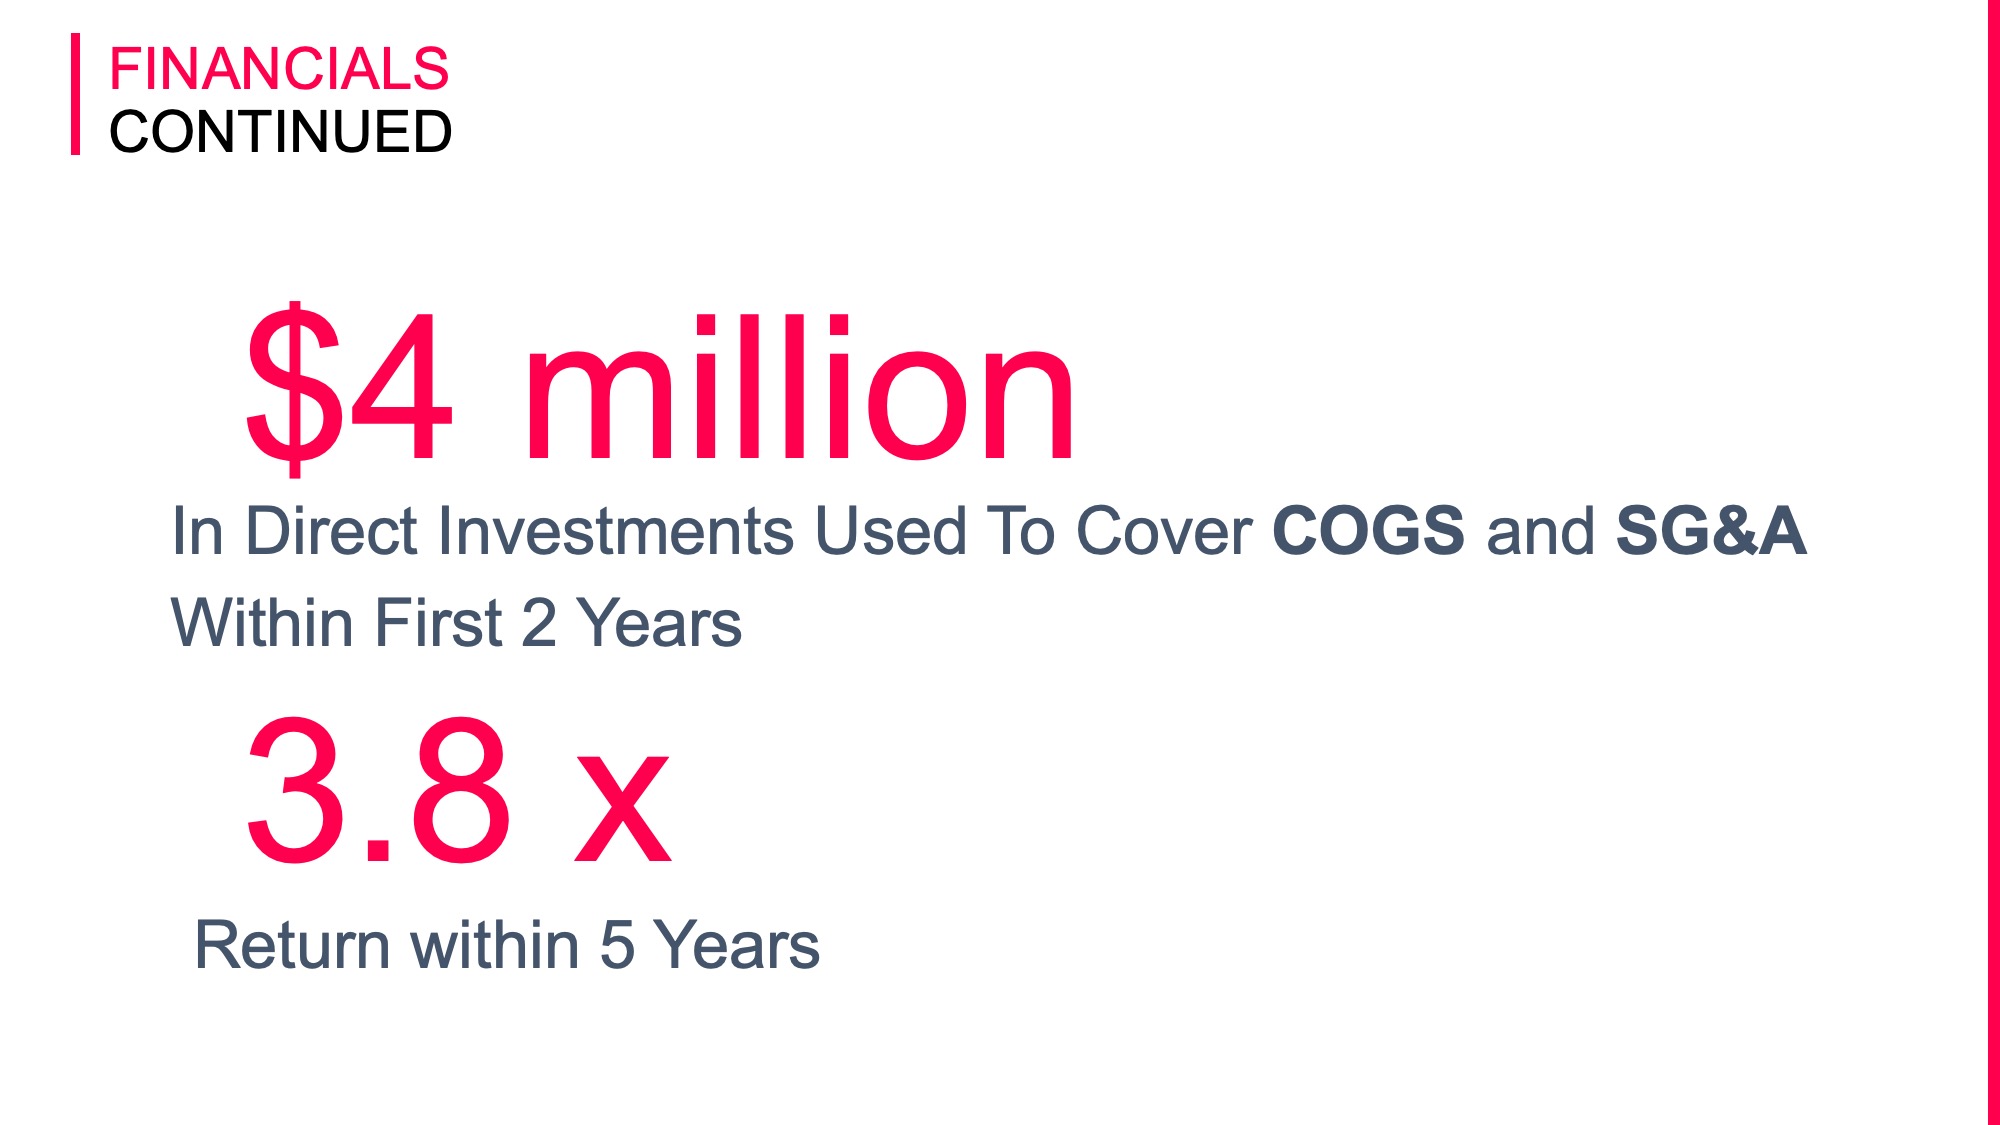 FINANCIALS
CONTINUED
$4 million
In Direct Investments Used To Cover COGS and SG&A
Within First 2 Years
3.8 x
Return within 5 Years